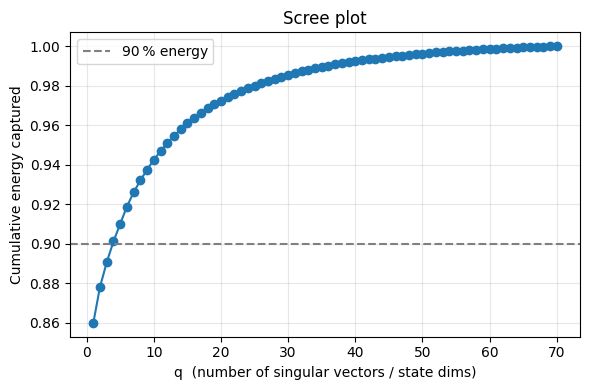 Scree plot
90 % energy
Cumulative energy captured
1.00
0.98
0.96
0.94
0.92
0.90
0.88
0.86
0 10 20 30 40 50 60 70
q (number of singular vectors / state dims)